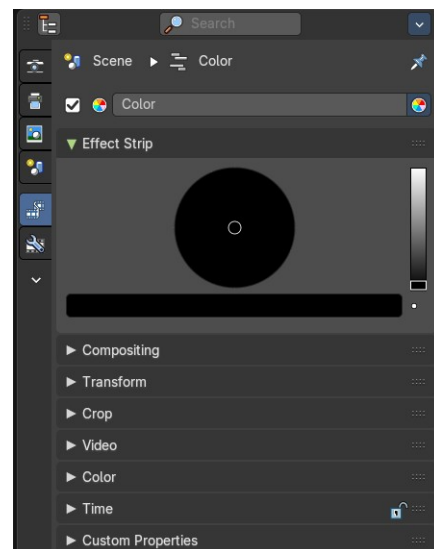 Search
Scene Color
Color
Effect Strip
Compositing
Transform
Crop
Video
Color
Time
Custom Properties